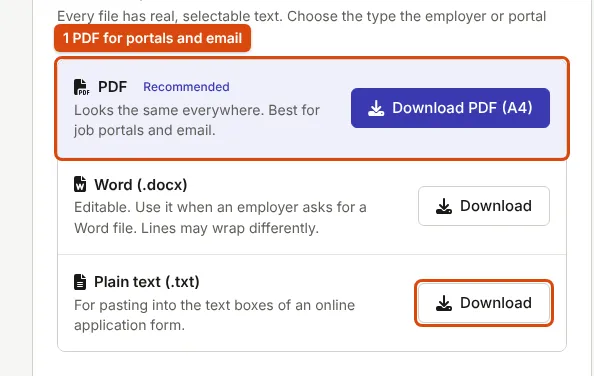 Every file has real, selectable text. Choose the type the employer or portal
1 PDF for portals and email
PDF Recommended
Looks the same everywhere. Best for
job portals and email.
Download PDF (A4)
Word (.docx)
Editable. Use it when an employer asks for a
Word file. Lines may wrap differently.
Download
Plain text (.txt)
For pasting into the text boxes of an online
application form.
Download